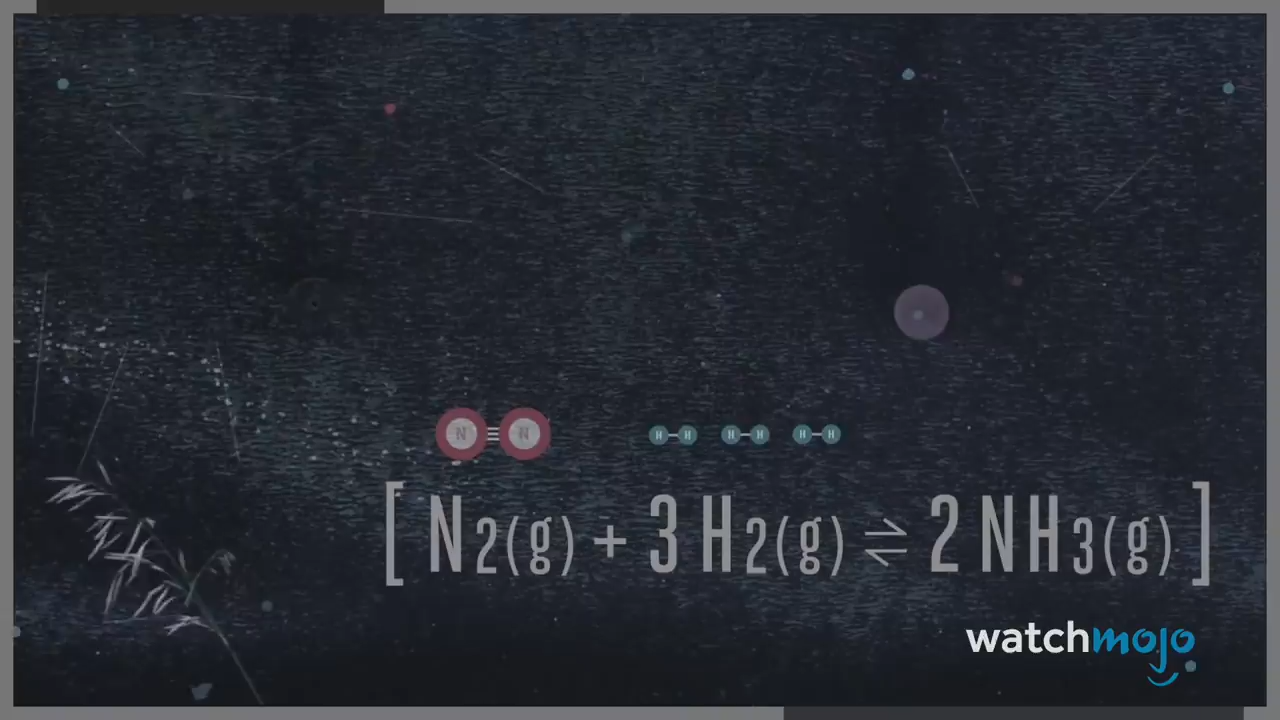 N≡N H–H H–H H–H
[ N2(g) + 3 H2(g) ⇌ 2 NH3(g) ]
watchmojo